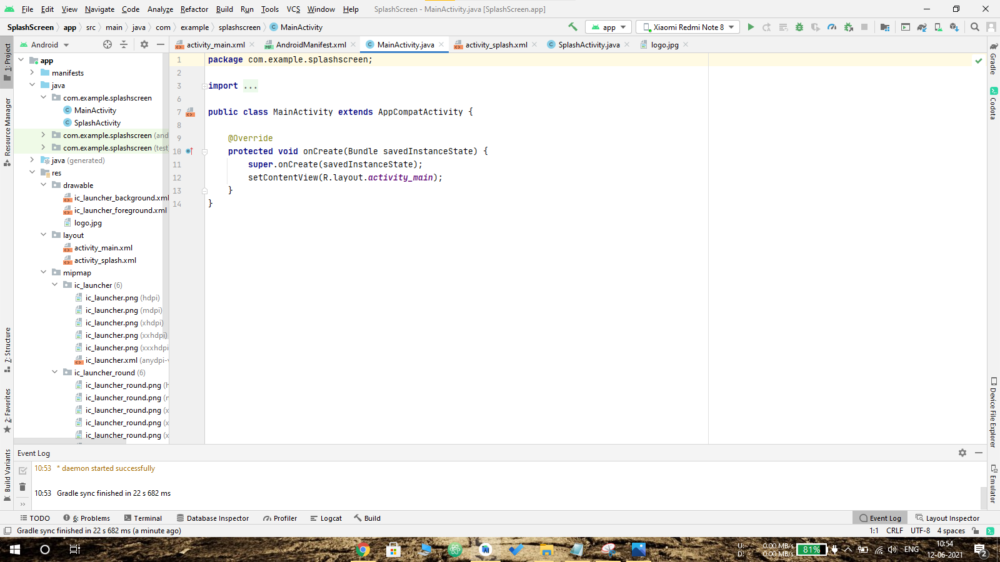 File Edit View Navigate Code Analyze Refactor Build Run Tools VCS Window Help SplashScreen - MainActivity.java [SplashScreen.app]
SplashScreen app src main java com example splashscreen MainActivity app Xiaomi Redmi Note 8
Android
activity_main.xml AndroidManifest.xml MainActivity.java activity_splash.xml SplashActivity.java logo.jpg
1: Project
Resource Manager
7: Structure
2: Favorites
Build Variants
app
manifests
java
com.example.splashscreen
MainActivity
SplashActivity
com.example.splashscreen (and
com.example.splashscreen (test
java (generated)
res
drawable
ic_launcher_background.xml
ic_launcher_foreground.xml
logo.jpg
layout
activity_main.xml
activity_splash.xml
mipmap
ic_launcher (6)
ic_launcher.png (hdpi)
ic_launcher.png (mdpi)
ic_launcher.png (xhdpi)
ic_launcher.png (xxhdpi)
ic_launcher.png (xxxhdpi
ic_launcher.xml (anydpi-v
ic_launcher_round (6)
ic_launcher_round.png (h
ic_launcher_round.png (r
ic_launcher_round.png (x
ic_launcher_round.png (x
ic_launcher_round.png (x
1 package com.example.splashscreen;
2
3 import ...
6
7 public class MainActivity extends AppCompatActivity {
8
9 @Override
10 protected void onCreate(Bundle savedInstanceState) {
11 super.onCreate(savedInstanceState);
12 setContentView(R.layout.activity_main);
13 }
14 }
Gradle
Codota
Device File Explorer
Emulator
Event Log
10:53 * daemon started successfully
10:53 Gradle sync finished in 22 s 682 ms
TODO 6: Problems Terminal Database Inspector Profiler Logcat Build Event Log Layout Inspector
Gradle sync finished in 22 s 682 ms (a minute ago) 1:1 CRLF UTF-8 4 spaces
U: 0.00 MB/s
D: 0.00 MB/s
81%
ENG
10:54
12-06-2021
2